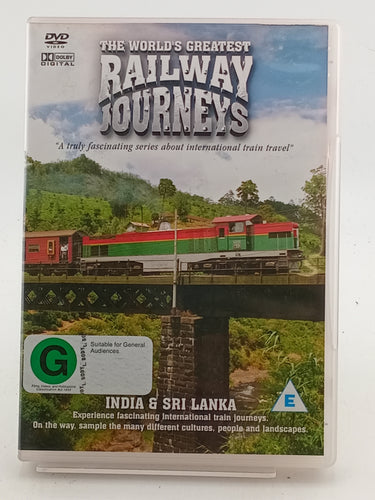 DVD
VIDEO
DOLBY
DIGITAL
THE WORLD'S GREATEST
RAILWAY
JOURNEYS
"A truly fascinating series about international train travel"
G
Suitable for General
Audiences
INDIA & SRI LANKA
Experience fascinating international train journeys.
On the way, sample the many different cultures, people and landscapes.
E